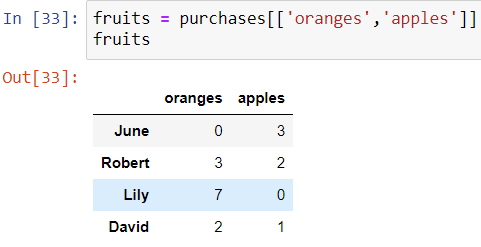 In [33]: fruits = purchases[['oranges','apples']]
fruits
Out[33]:
oranges apples
June 0 3
Robert 3 2
Lily 7 0
David 2 1